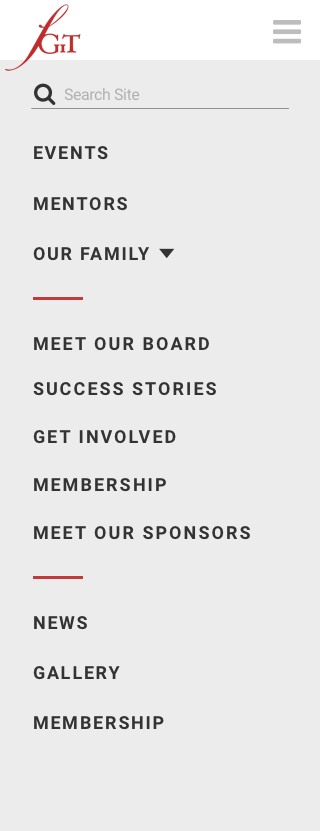 fGiT
Search Site
EVENTS
MENTORS
OUR FAMILY
MEET OUR BOARD
SUCCESS STORIES
GET INVOLVED
MEMBERSHIP
MEET OUR SPONSORS
NEWS
GALLERY
MEMBERSHIP